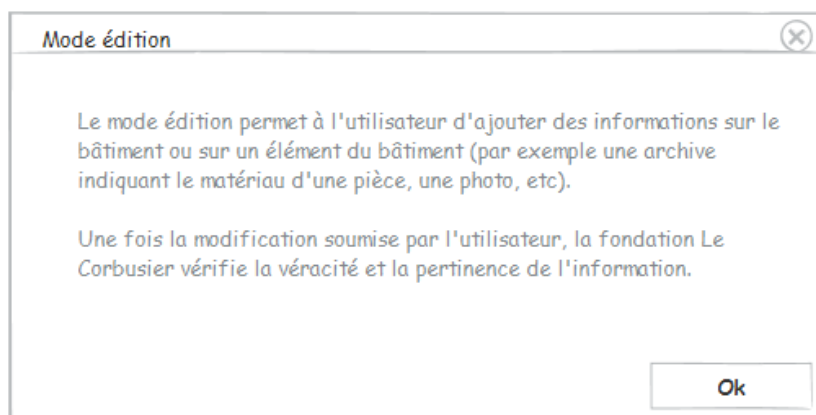 Mode édition
Le mode édition permet à l'utilisateur d'ajouter des informations sur le
bâtiment ou sur un élément du bâtiment (par exemple une archive
indiquant le matériau d'une pièce, une photo, etc).
Une fois la modification soumise par l'utilisateur, la fondation Le
Corbusier vérifie la véracité et la pertinence de l'information.
Ok